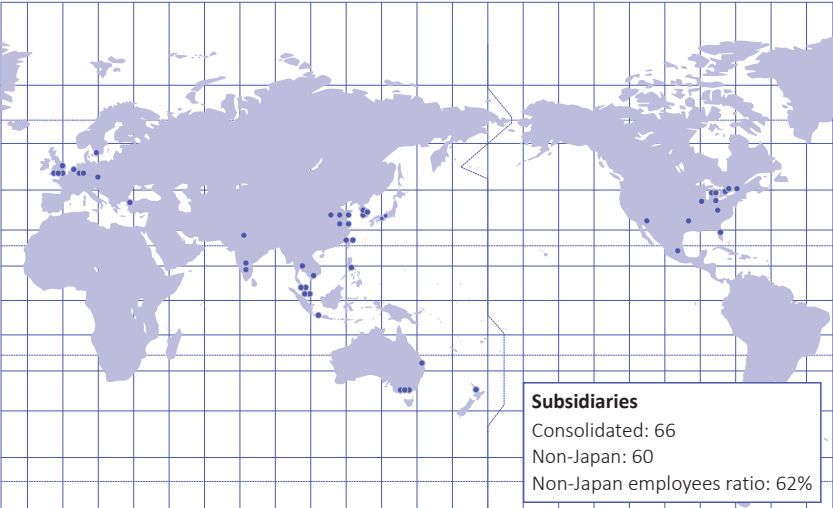 Subsidiaries
Consolidated: 66
Non-Japan: 60
Non-Japan employees ratio: 62%